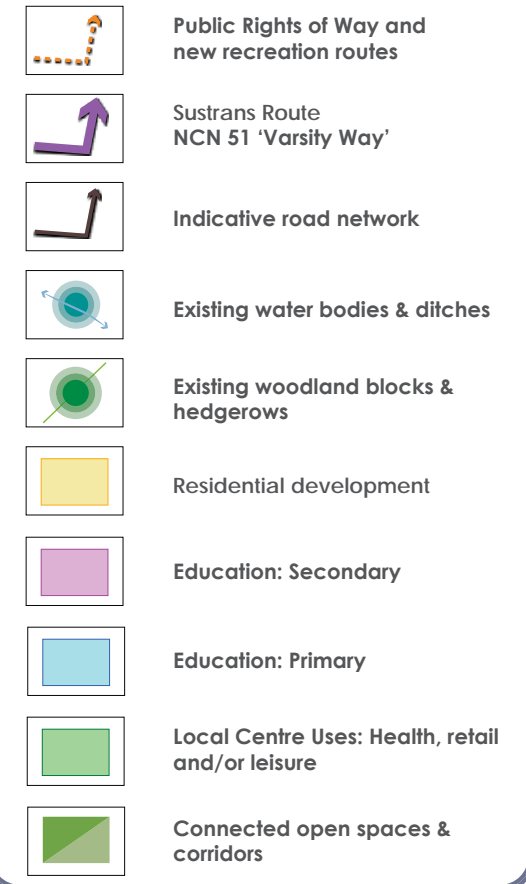 Public Rights of Way and
new recreation routes
Sustrans Route
NCN 51 ‘Varsity Way’
Indicative road network
Existing water bodies & ditches
Existing woodland blocks &
hedgerows
Residential development
Education: Secondary
Education: Primary
Local Centre Uses: Health, retail
and/or leisure
Connected open spaces &
corridors